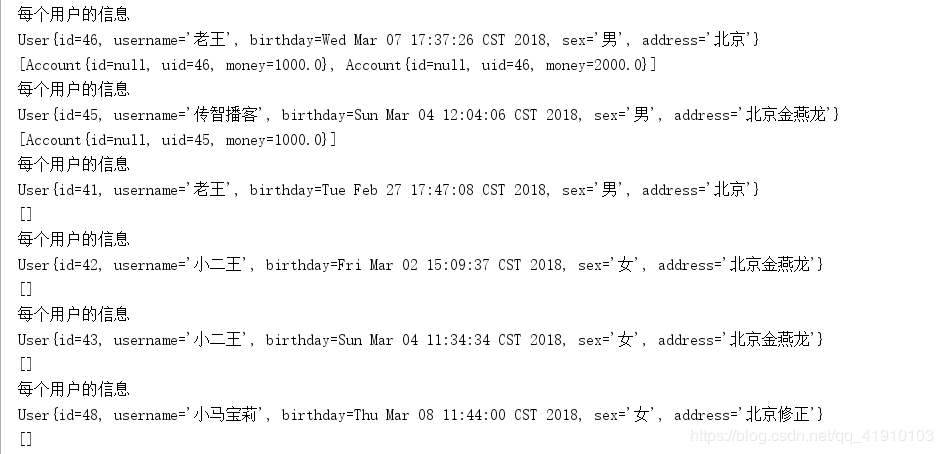 每个用户的信息
User{id=46, username='老王', birthday=Wed Mar 07 17:37:26 CST 2018, sex='男', address='北京'}
[Account{id=null, uid=46, money=1000.0}, Account{id=null, uid=46, money=2000.0}]
每个用户的信息
User{id=45, username='传智播客', birthday=Sun Mar 04 12:04:06 CST 2018, sex='男', address='北京金燕龙'}
[Account{id=null, uid=45, money=1000.0}]
每个用户的信息
User{id=41, username='老王', birthday=Tue Feb 27 17:47:08 CST 2018, sex='男', address='北京'}
[]
每个用户的信息
User{id=42, username='小二王', birthday=Fri Mar 02 15:09:37 CST 2018, sex='女', address='北京金燕龙'}
[]
每个用户的信息
User{id=43, username='小二王', birthday=Sun Mar 04 11:34:34 CST 2018, sex='女', address='北京金燕龙'}
[]
每个用户的信息
User{id=48, username='小马宝莉', birthday=Thu Mar 08 11:44:00 CST 2018, sex='女', address='北京修正'}
[]
https://blog.csdn.net/qq_41910103